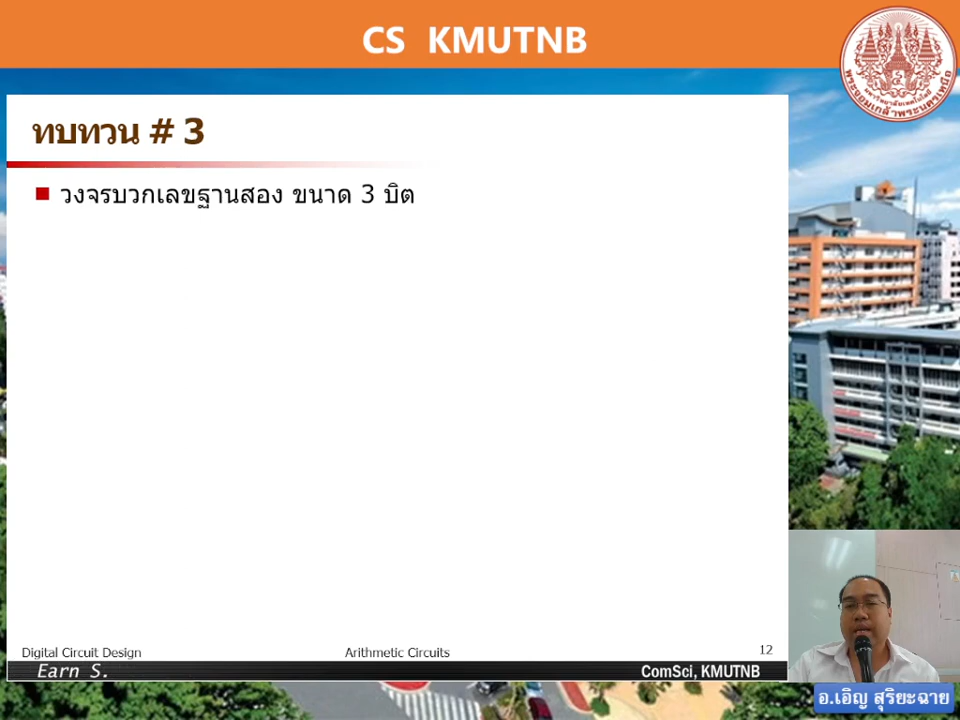 CS KMUTNB
ทบทวน # 3
วงจรบวกเลขฐานสอง ขนาด 3 บิต
Digital Circuit Design
Arithmetic Circuits
12
Earn S.
ComSci, KMUTNB
อ.เอิญ สุริยะฉาย